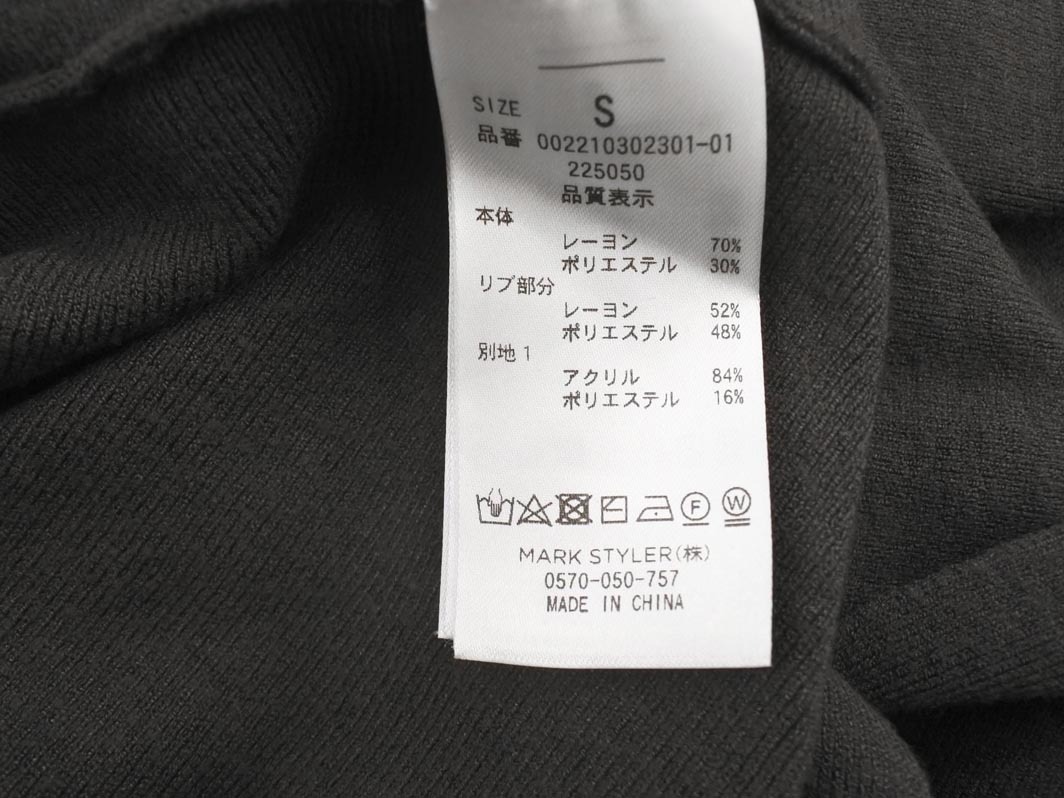 SIZE S
品番 002210302301-01
225050
品質表示
本体
レーヨン 70%
ポリエステル 30%
リブ部分
レーヨン 52%
ポリエステル 48%
別地1
アクリル 84%
ポリエステル 16%
F W
MARK STYLER(株)
0570-050-757
MADE IN CHINA